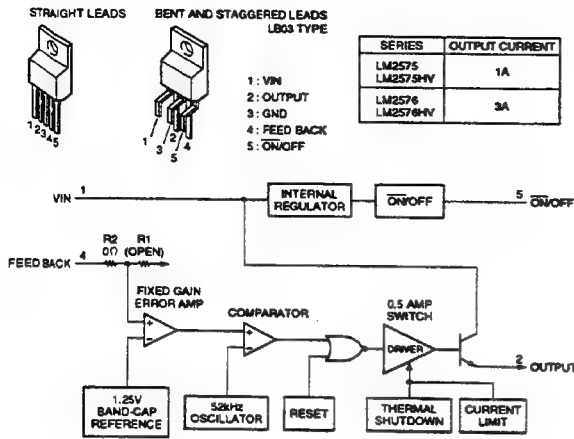 STRAIGHT LEADS
BENT AND STAGGERED LEADS
LB03 TYPE
1 2 3 4 5
1 3 2 5 4
1 : VIN
2 : OUTPUT
3 : GND
4 : FEED BACK
5 : ON/OFF
SERIES OUTPUT CURRENT
LM2575
LM2575HV
1A
LM2576
LM2576HV
3A
VIN 1
INTERNAL
REGULATOR
ON/OFF
5 ON/OFF
FEED BACK 4
R2
0Ω
R1
(OPEN)
FIXED GAIN
ERROR AMP
COMPARATOR
0.5 AMP
SWITCH
+
-
+
-
DRIVER
2 OUTPUT
1.25V
BAND-CAP
REFERENCE
52kHz
OSCILLATOR
RESET
THERMAL
SHUTDOWN
CURRENT
LIMIT